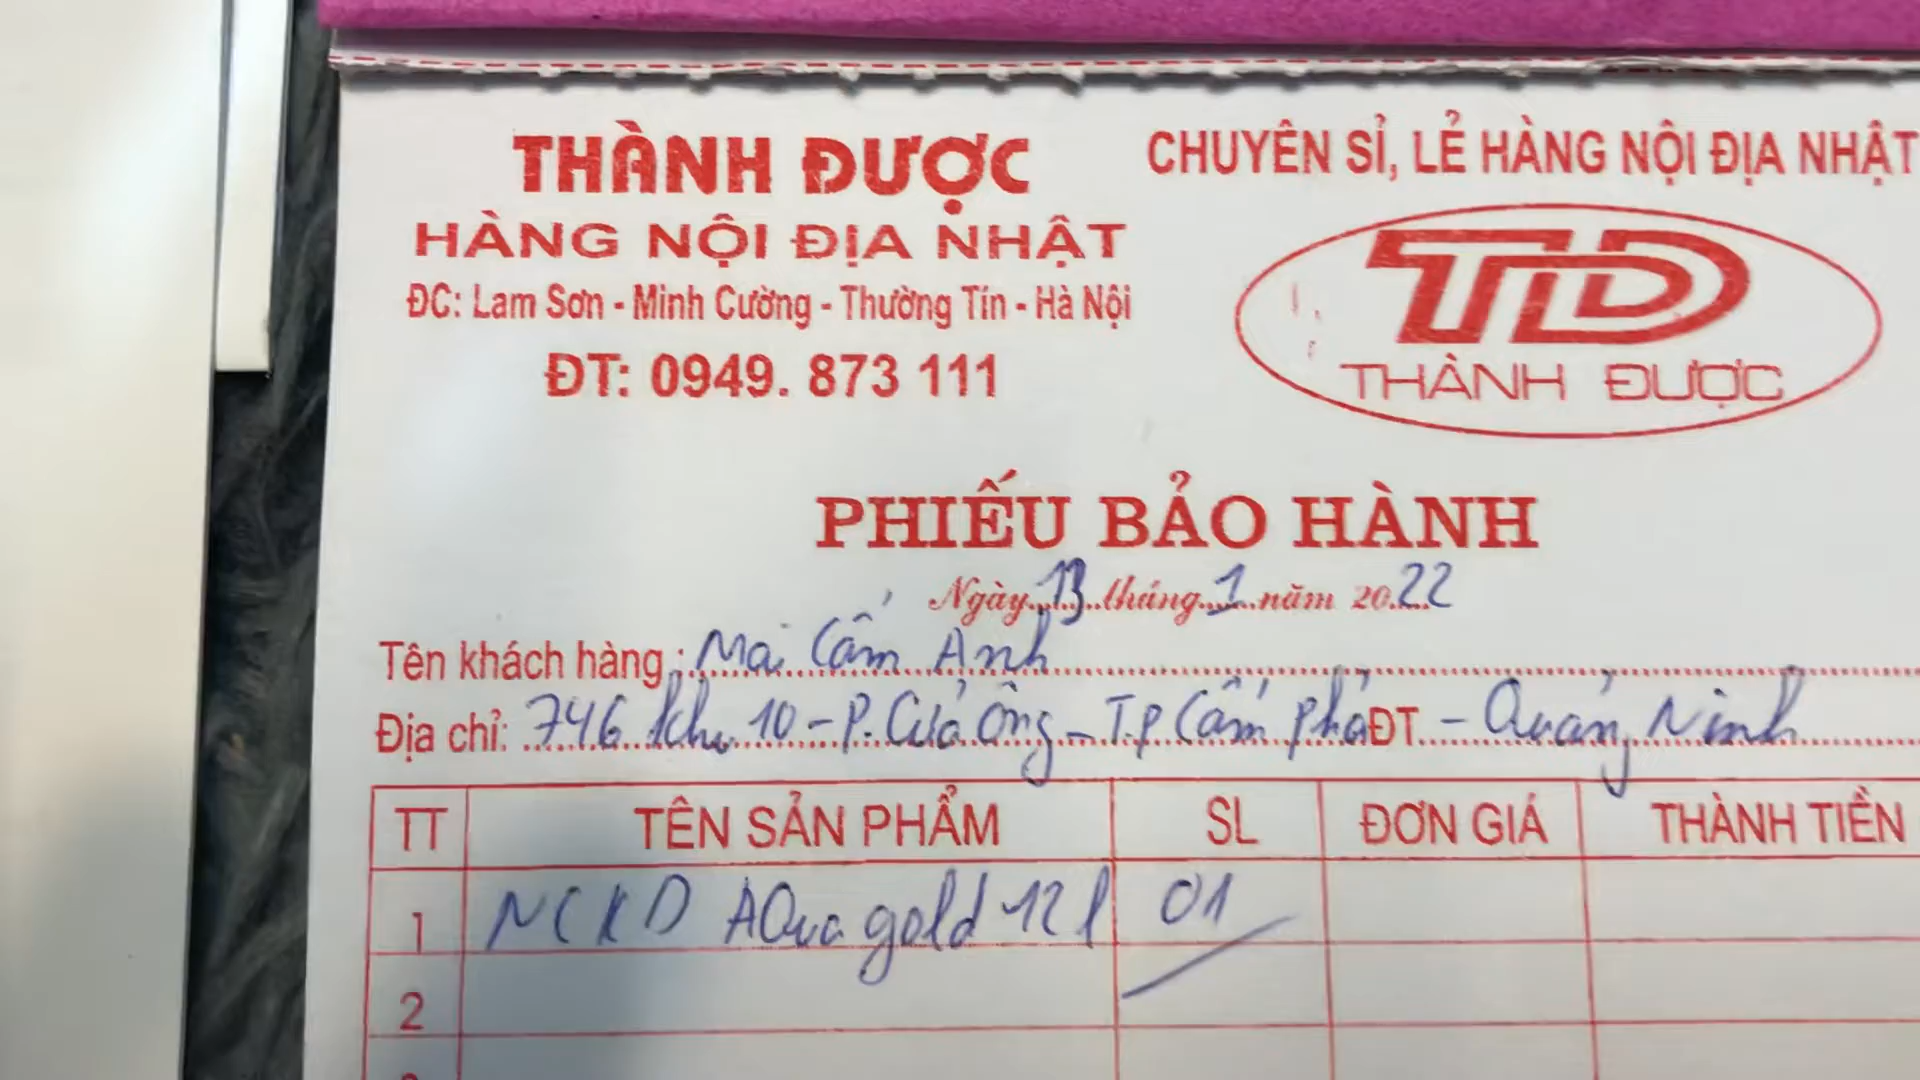 THÀNH ĐƯỢC
HÀNG NỘI ĐỊA NHẬT
ĐC: Lam Sơn - Minh Cường - Thường Tín - Hà Nội
ĐT: 0949. 873 111
CHUYÊN SỈ, LẺ HÀNG NỘI ĐỊA NHẬT
TD
THÀNH ĐƯỢC
PHIẾU BẢO HÀNH
Ngày 13 tháng 1 năm 2022
Tên khách hàng: Mai Cẩm Anh
Địa chỉ: 746 khu 10 - P. Cửa Ông - T.P Cẩm Phả ĐT - Quảng Ninh
TT TÊN SẢN PHẨM SL ĐƠN GIÁ THÀNH TIỀN
1 NCKD AQua gold 12l 01
2